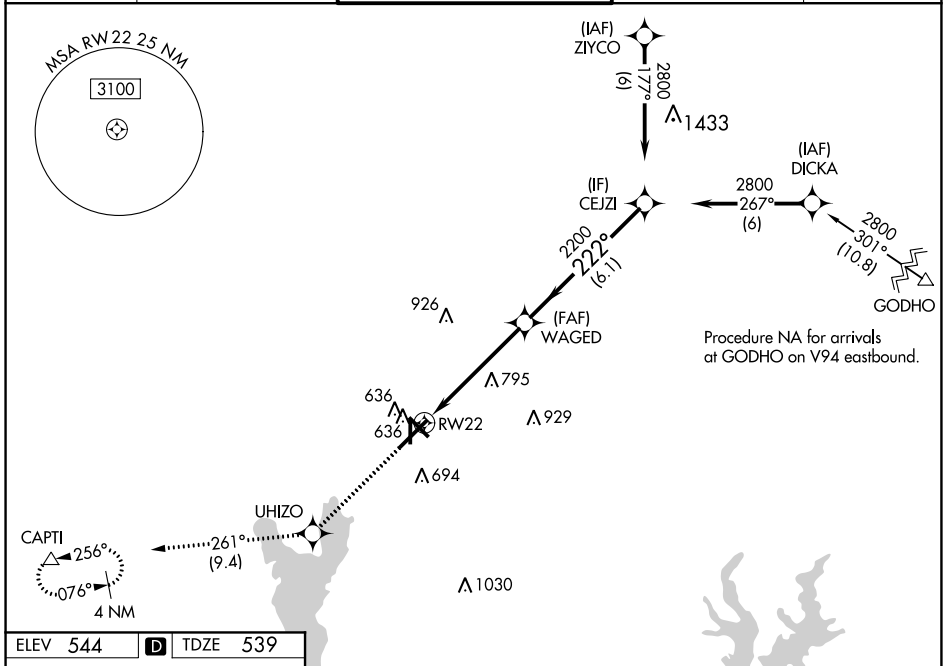 MSA RW22 25 NM
3100
(IAF)
ZIYCO
2800
177°
(6)
1433
(IAF)
DICKA
(IF)
CEJZI
2800
267°
(6)
2800
301°
(10.8)
GODHO
2200
222°
(6.1)
926
(FAF)
WAGED
Procedure NA for arrivals
at GODHO on V94 eastbound.
795
636
636
RW22
929
694
UHIZO
CAPTI
256°
261°
(9.4)
076°
4 NM
1030
ELEV 544 D TDZE 539